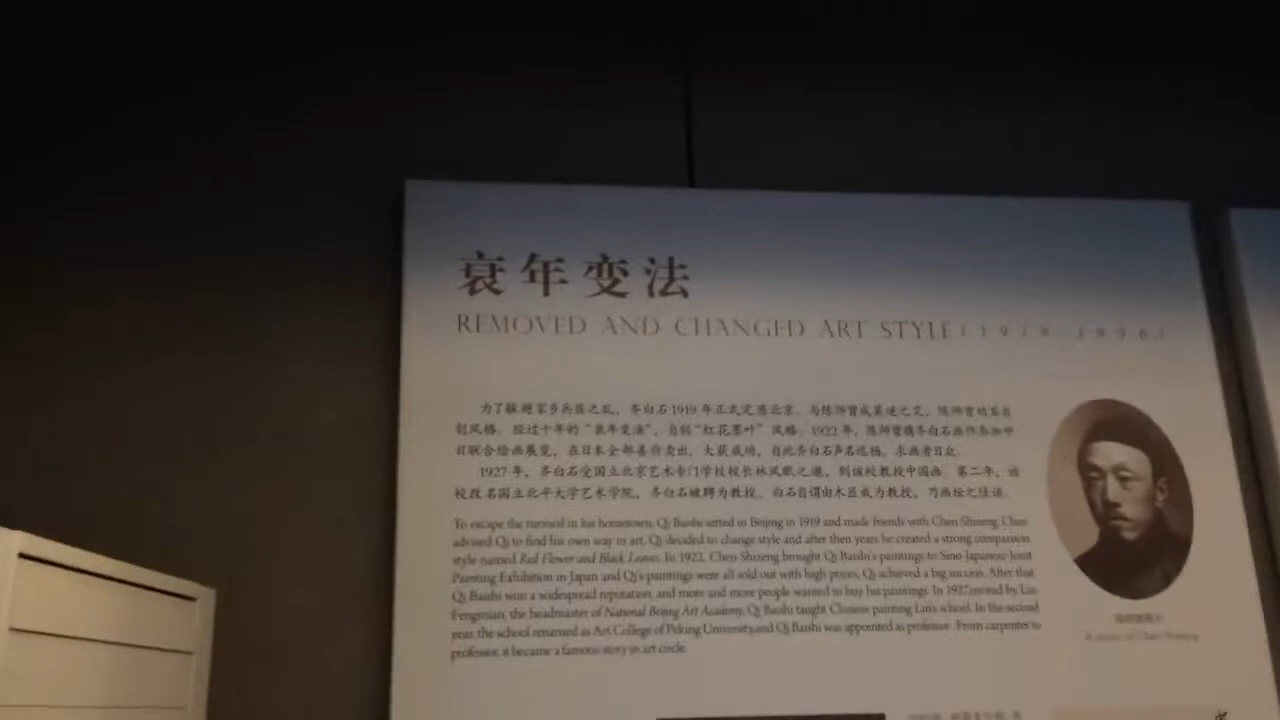 衰年变法
REMOVED AND CHANGED ART STYLE (1919 1936)
为了躲避家乡兵匪之乱，齐白石1919年正式定居北京。与陈师曾成莫逆之交，陈师曾劝其自
创风格。经过十年的“衰年变法”，自创“红花墨叶”风格。1922年，陈师曾携齐白石画作参加中
日联合绘画展览，在日本全部善价卖出，大获成功，自此齐白石声名远扬，求画者日众。
1927年，齐白石受国立北京艺术专门学校校长林风眠之邀，到该校教授中国画。第二年，该
校改名国立北平大学艺术学院，齐白石被聘为教授。白石自谓由木匠成为教授，乃画坛之佳话。
To escape the turmoil in his hometown, Qi Baishi settled in Beijing in 1919 and made friends with Chen Shizeng. Chen
advised Qi to find his own way in art. Qi decided to change style and after then years he created a strong comparison
style named Red Flower and Black Leaves. In 1922, Chen Shizeng brought Qi Baishi's paintings to Sino-Japanese Joint
Painting Exhibition in Japan and Qi's paintings were all sold out with high prices, Qi achieved a big success. After that
Qi Baishi won a widespread reputation, and more and more people wanted to buy his paintings. In 1927, invited by Lin
Fengmian, the headmaster of National Beijing Art Academy, Qi Baishi taught Chinese painting Lin's school. In the second
year, the school renamed as Art College of Peking University, and Qi Baishi was appointed as professor. From carpenter to
professor, it became a famous story in art circle.